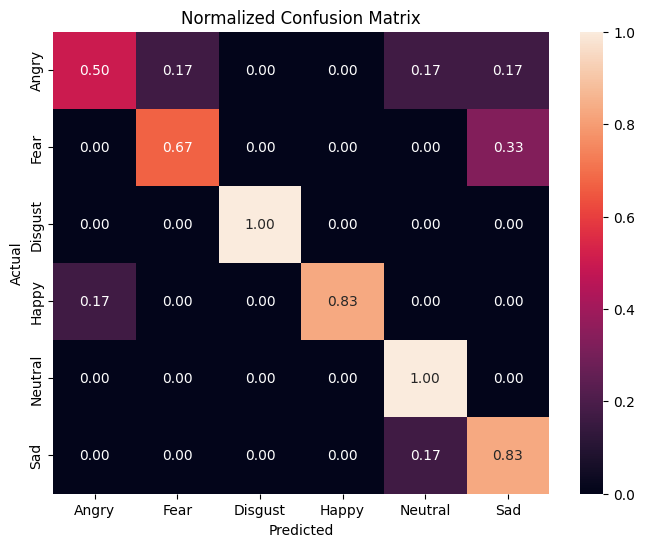 Normalized Confusion Matrix
Actual
Angry 0.50 0.17 0.00 0.00 0.17 0.17
Fear 0.00 0.67 0.00 0.00 0.00 0.33
Disgust 0.00 0.00 1.00 0.00 0.00 0.00
Happy 0.17 0.00 0.00 0.83 0.00 0.00
Neutral 0.00 0.00 0.00 0.00 1.00 0.00
Sad 0.00 0.00 0.00 0.00 0.17 0.83
Angry Fear Disgust Happy Neutral Sad
Predicted
1.0
0.8
0.6
0.4
0.2
0.0